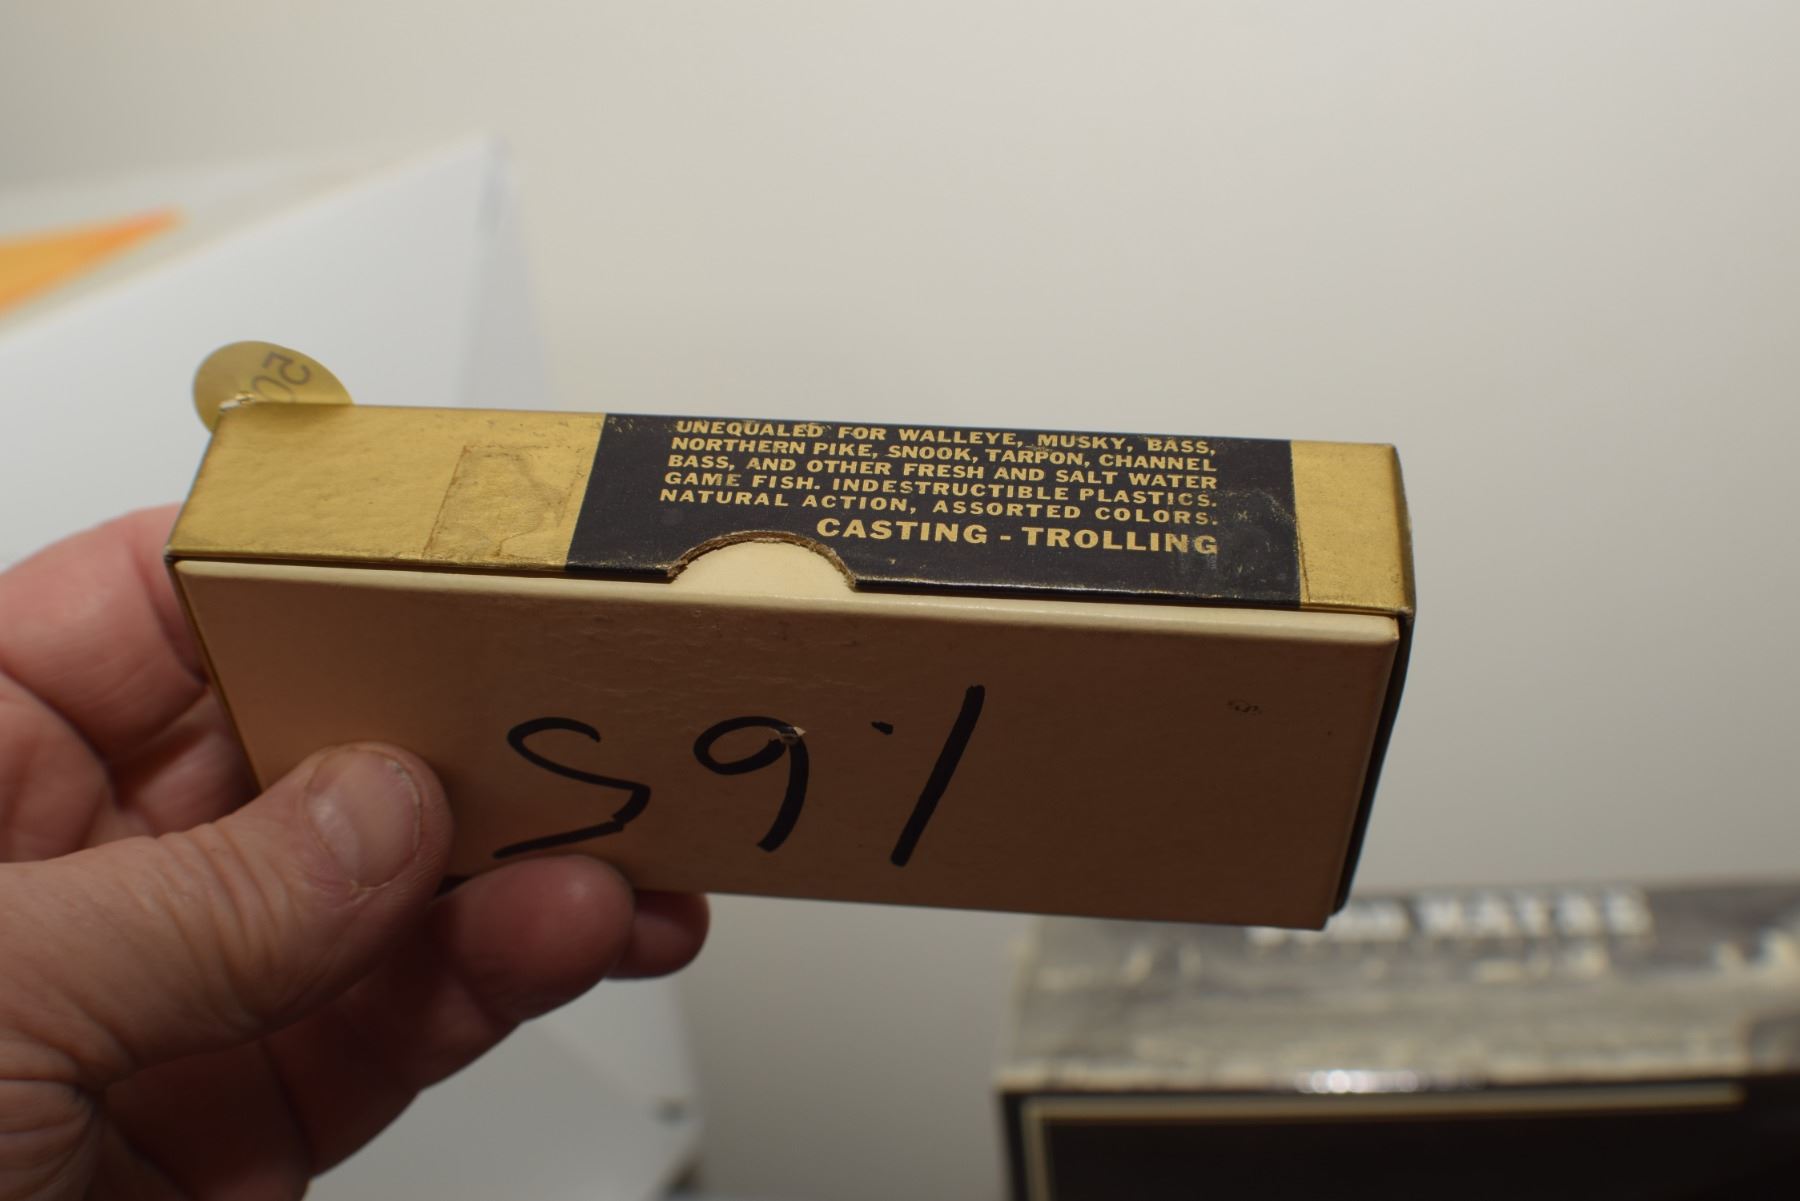 UNEQUALED FOR WALLEYE, MUSKY, BASS,
NORTHERN PIKE, SNOOK, TARPON, CHANNEL
BASS, AND OTHER FRESH AND SALT WATER
GAME FISH. INDESTRUCTIBLE PLASTICS.
NATURAL ACTION, ASSORTED COLORS.
CASTING - TROLLING
1.65